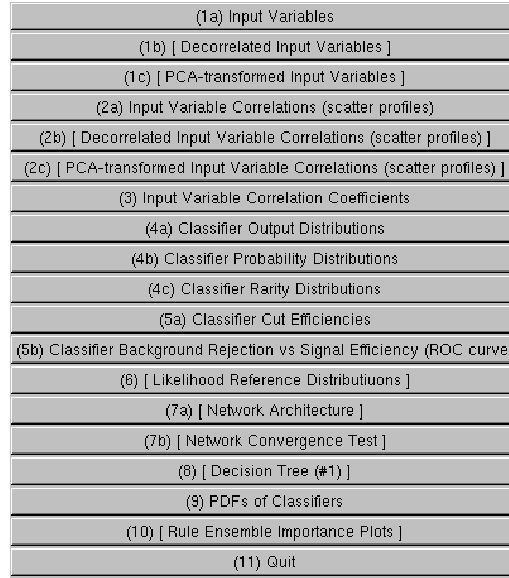 (1a) Input Variables
(1b) [ Decorrelated Input Variables ]
(1c) [ PCA-transformed Input Variables ]
(2a) Input Variable Correlations (scatter profiles)
(2b) [ Decorrelated Input Variable Correlations (scatter profiles) ]
(2c) [ PCA-transformed Input Variable Correlations (scatter profiles) ]
(3) Input Variable Correlation Coefficients
(4a) Classifier Output Distributions
(4b) Classifier Probability Distributions
(4c) Classifier Rarity Distributions
(5a) Classifier Cut Efficiencies
(5b) Classifier Background Rejection vs Signal Efficiency (ROC curve
(6) [ Likelihood Reference Distributiuons ]
(7a) [ Network Architecture ]
(7b) [ Network Convergence Test ]
(8) [ Decision Tree (#1) ]
(9) PDFs of Classifiers
(10) [ Rule Ensemble Importance Plots ]
(11) Quit